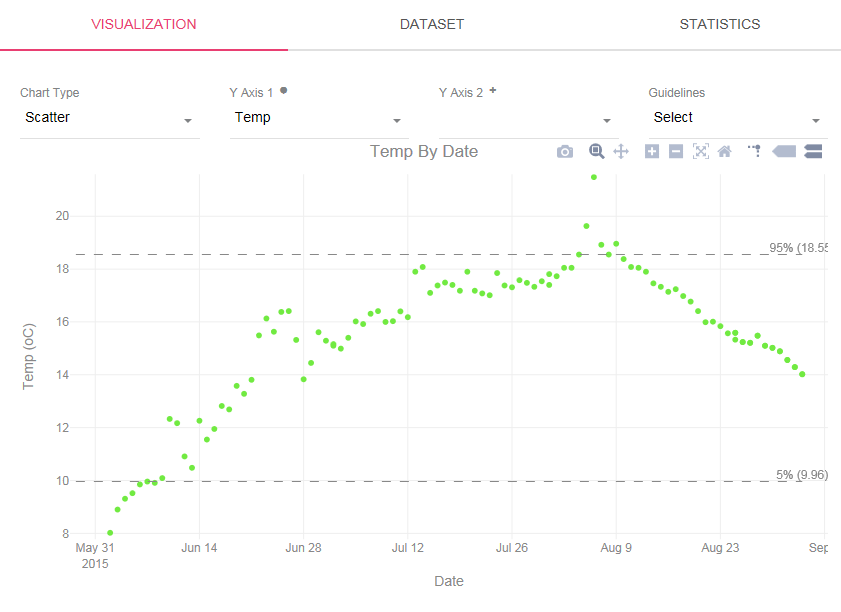 VISUALIZATION DATASET STATISTICS
Chart Type Y Axis 1 Y Axis 2 + Guidelines
Scatter Temp Select
Temp By Date
20
95% (18.55
18
16
14
12
5% (9.96)
10
8
Temp (oC)
May 31 Jun 14 Jun 28 Jul 12 Jul 26 Aug 9 Aug 23 Sep
2015
Date